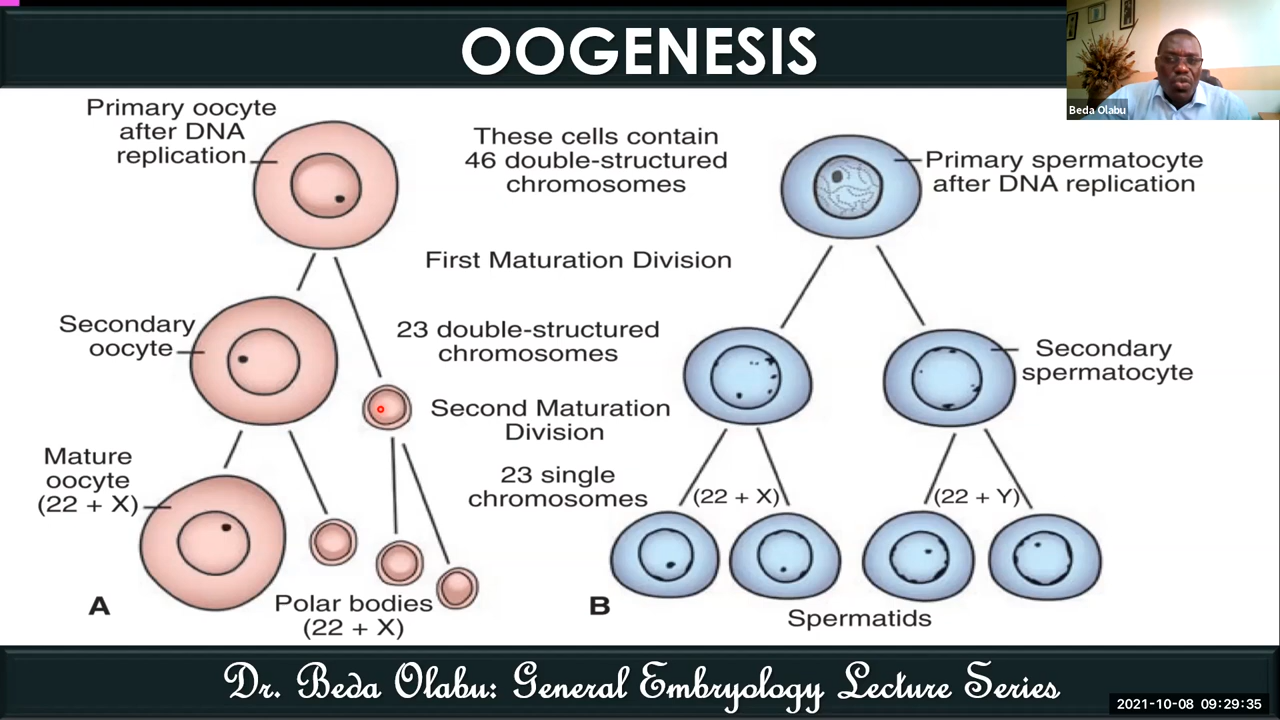 OOGENESIS
Beda Olabu
Primary oocyte
after DNA
replication
These cells contain
46 double-structured
chromosomes
Primary spermatocyte
after DNA replication
First Maturation Division
Secondary
oocyte
23 double-structured
chromosomes
Secondary
spermatocyte
Second Maturation
Division
Mature
oocyte
(22 + X)
23 single
chromosomes
(22 + X)
(22 + Y)
A
Polar bodies
(22 + X)
B
Spermatids
Dr. Beda Olabu: General Embryology Lecture Series
2021-10-08 09:29:35